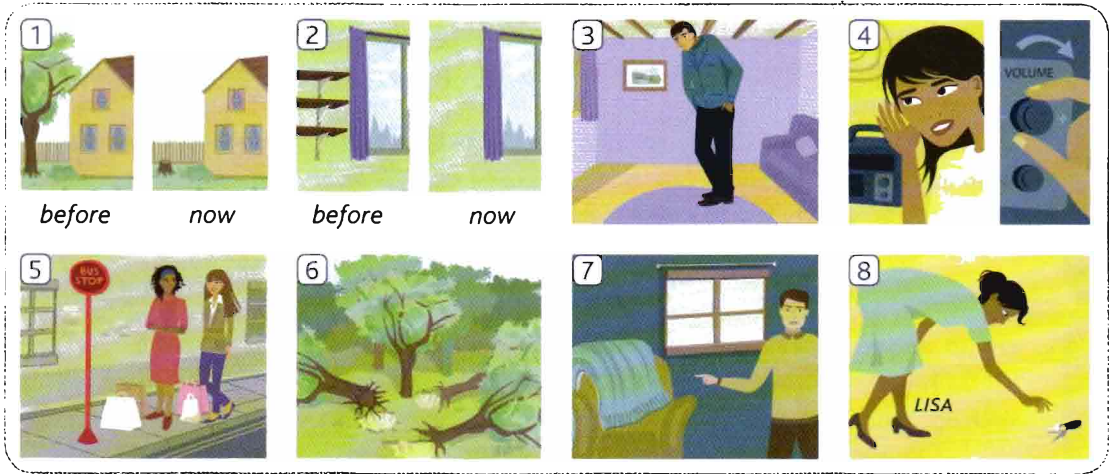 1
2
3
4
VOLUME
before
now
before
now
5
BUS
STOP
6
7
8
LISA